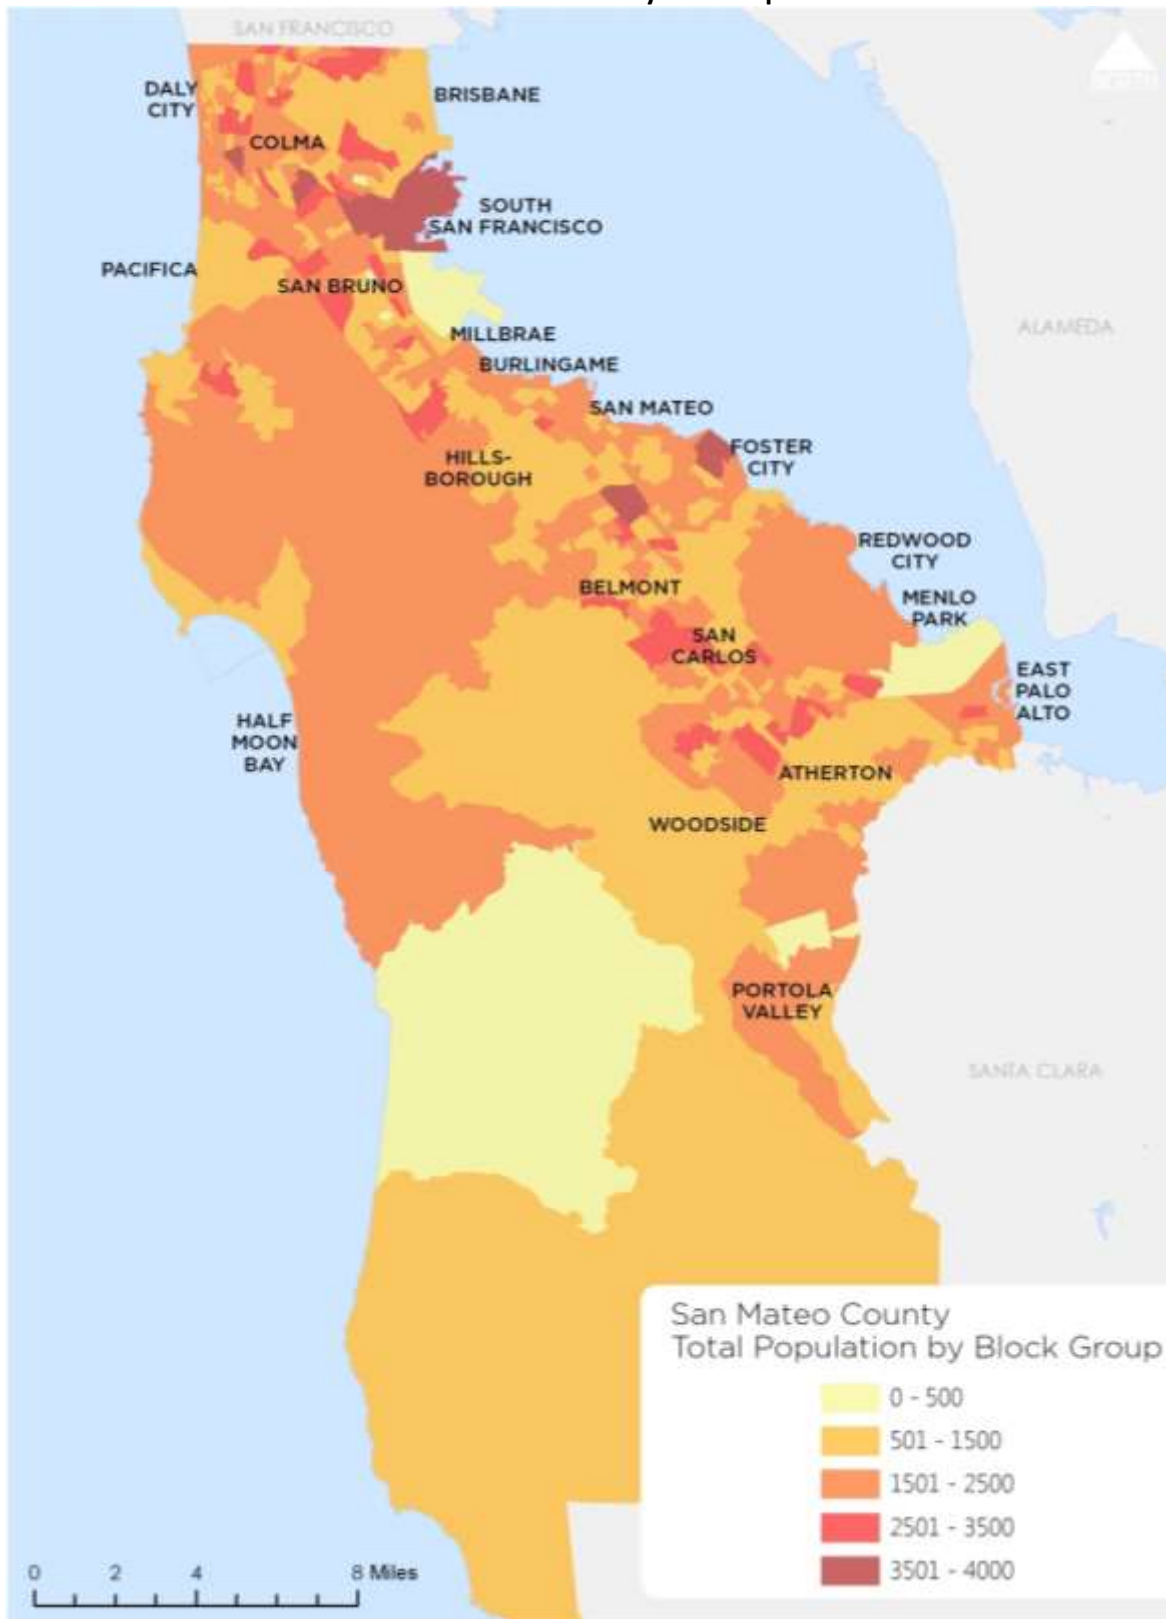 SAN FRANCISCO
DALY
CITY
BRISBANE
COLMA
SOUTH
SAN FRANCISCO
PACIFICA
SAN BRUNO
ALAMEDA
MILLBRAE
BURLINGAME
SAN MATEO
FOSTER
CITY
HILLS-
BOROUGH
REDWOOD
CITY
BELMONT
MENLO
PARK
SAN
CARLOS
EAST
PALO
ALTO
HALF
MOON
BAY
ATHERTON
WOODSIDE
PORTOLA
VALLEY
SANTA CLARA
San Mateo County
Total Population by Block Group
0 - 500
501 - 1500
1501 - 2500
2501 - 3500
3501 - 4000
0 2 4 8 Miles